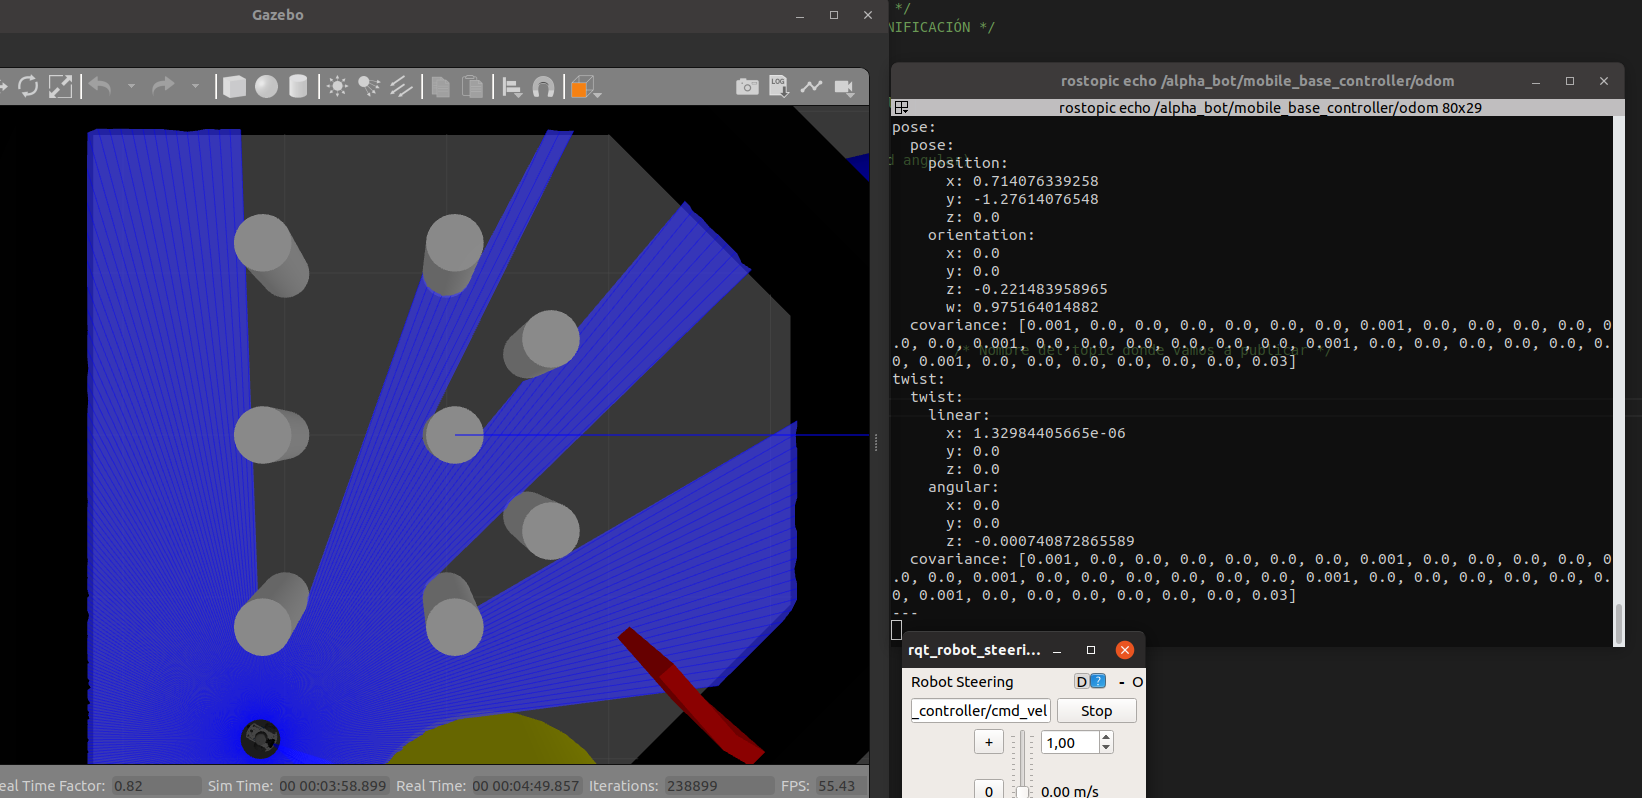 Gazebo
*/
NIFICACIÓN */
LOG
rostopic echo /alpha_bot/mobile_base_controller/odom
rostopic echo /alpha_bot/mobile_base_controller/odom 80x29
pose:
pose:
d angular
position:
x: 0.714076339258
y: -1.27614076548
z: 0.0
orientation:
x: 0.0
y: 0.0
z: -0.221483958965
w: 0.975164014882
covariance: [0.001, 0.0, 0.0, 0.0, 0.0, 0.0, 0.0, 0.001, 0.0, 0.0, 0.0, 0.0, 0
.0, 0.0, 0.001, 0.0, 0.0, 0.0, 0.0, 0.0, 0.0, 0.001, 0.0, 0.0, 0.0, 0.0, 0.0, 0.
/* Nombre del topic donde vamos a publicar */
0, 0.001, 0.0, 0.0, 0.0, 0.0, 0.0, 0.0, 0.03]
twist:
twist:
linear:
x: 1.32984405665e-06
y: 0.0
z: 0.0
angular:
x: 0.0
y: 0.0
z: -0.000740872865589
covariance: [0.001, 0.0, 0.0, 0.0, 0.0, 0.0, 0.0, 0.001, 0.0, 0.0, 0.0, 0.0, 0
.0, 0.0, 0.001, 0.0, 0.0, 0.0, 0.0, 0.0, 0.0, 0.001, 0.0, 0.0, 0.0, 0.0, 0.0, 0.
0, 0.001, 0.0, 0.0, 0.0, 0.0, 0.0, 0.0, 0.03]
---
rqt_robot_steeri...
Robot Steering
D ? - O
_controller/cmd_vel
Stop
+
1,00
0
0.00 m/s
eal Time Factor: 0.82 Sim Time: 00 00:03:58.899 Real Time: 00 00:04:49.857 Iterations: 238899 FPS: 55.43